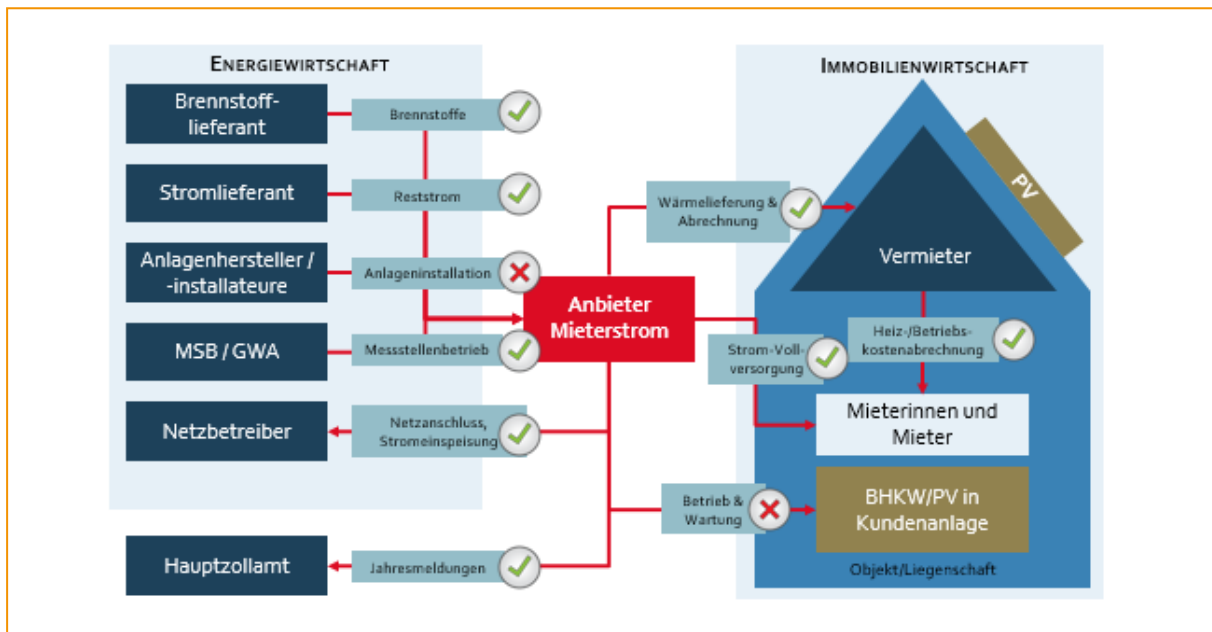 ENERGIEWIRTSCHAFT
Brennstoff-
lieferant
Brennstoffe
Stromlieferant
Reststrom
Anlagenhersteller /
-installateure
Anlageninstallation
MSB / GWA
Messstellenbetrieb
Netzbetreiber
Netzanschluss,
Stromeinspeisung
Hauptzollamt
Jahresmeldungen
Anbieter
Mieterstrom
IMMOBILIENWIRTSCHAFT
PV
Wärmelieferung &
Abrechnung
Vermieter
Heiz-/Betriebs-
kostenabrechnung
Strom-Voll-
versorgung
Mieterinnen und
Mieter
Betrieb &
Wartung
BHKW/PV in
Kundenanlage
Objekt/Liegenschaft